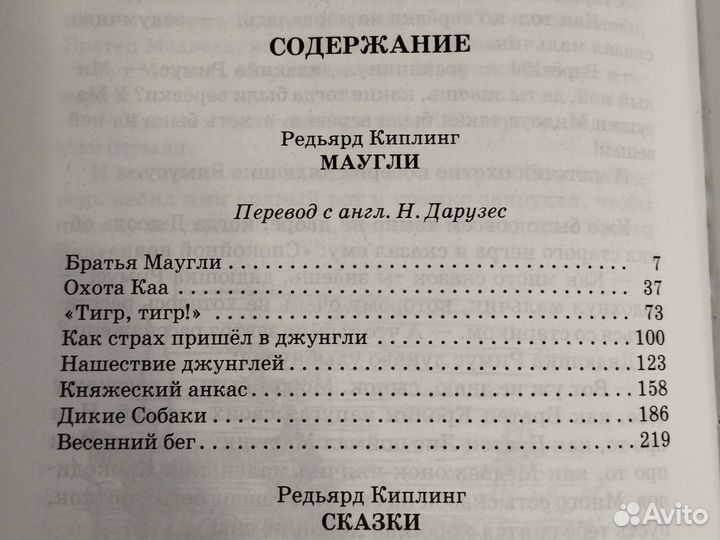 СОДЕРЖАНИЕ
Редьярд Киплинг
МАУГЛИ
Перевод с англ. Н. Дарузес
Братья Маугли 7
Охота Каа 37
«Тигр, тигр!» 73
Как страх пришёл в джунгли 100
Нашествие джунглей 123
Княжеский анкас 158
Дикие Собаки 186
Весенний бег 219
Редьярд Киплинг
СКАЗКИ
Avito